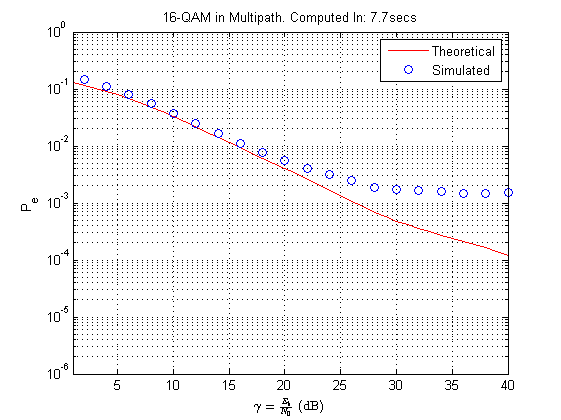 16-QAM in Multipath. Computed In: 7.7secs
Theoretical
Simulated
10^0
10^-1
10^-2
10^-3
10^-4
10^-5
10^-6
P_e
5 10 15 20 25 30 35 40
γ = E_b/N_0 (dB)